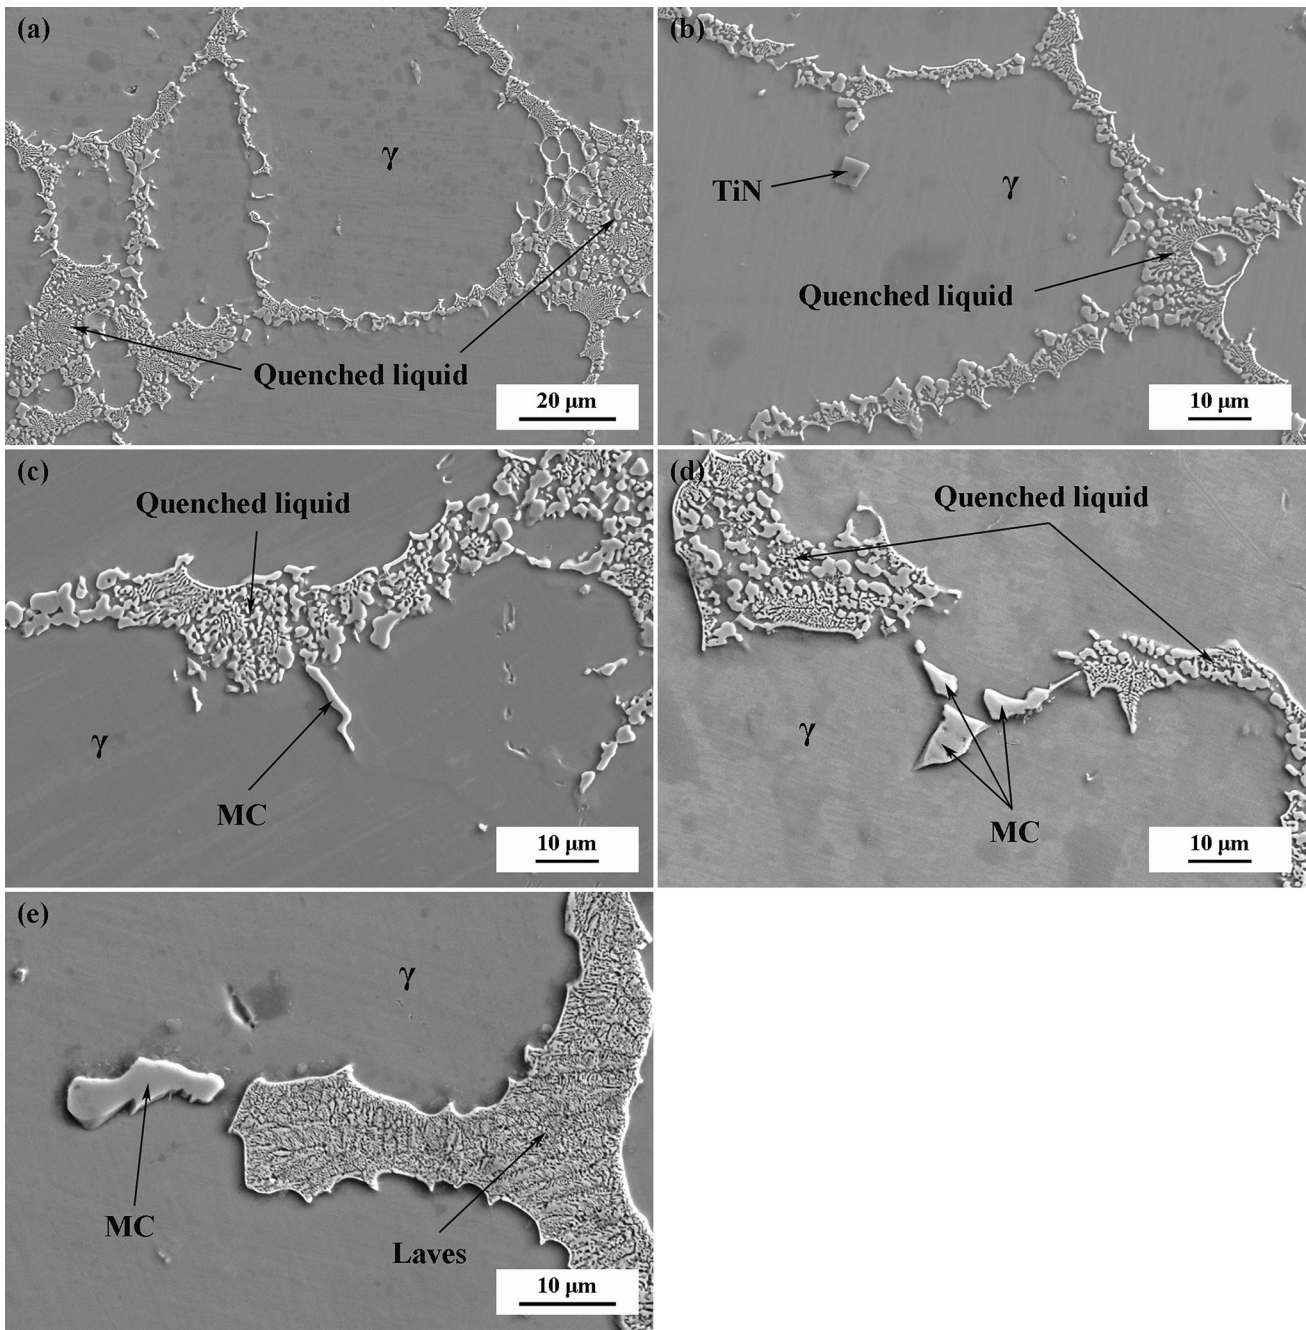 (a)
γ
Quenched liquid
20 μm
(b)
TiN
γ
Quenched liquid
10 μm
(c)
Quenched liquid
γ
MC
10 μm
(d)
Quenched liquid
γ
MC
10 μm
(e)
γ
MC
Laves
10 μm